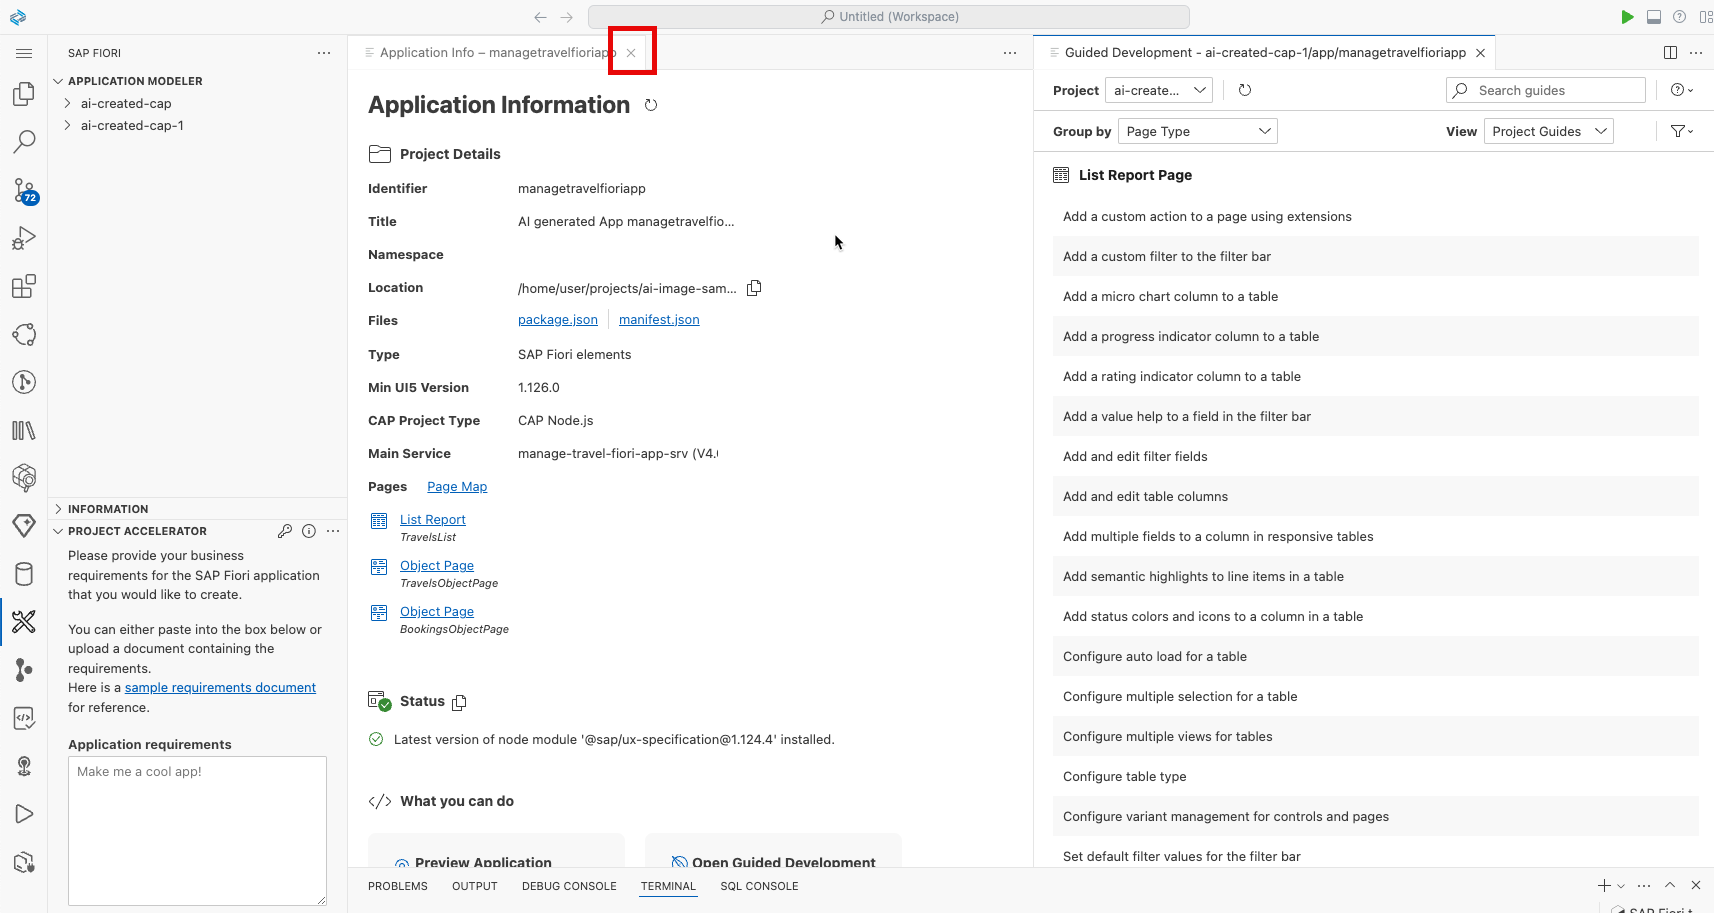 Untitled (Workspace)
SAP FIORI
APPLICATION MODELER
ai-created-cap
ai-created-cap-1
72
INFORMATION
PROJECT ACCELERATOR
Please provide your business
requirements for the SAP Fiori application
that you would like to create.
You can either paste into the box below or
upload a document containing the
requirements.
Here is a sample requirements document
for reference.
Application requirements
Make me a cool app!
Application Info – managetravelfioriapp
Application Information
Project Details
Identifier managetravelfioriapp
Title AI generated App managetravelfio...
Namespace
Location /home/user/projects/ai-image-sam...
Files package.json manifest.json
Type SAP Fiori elements
Min UI5 Version 1.126.0
CAP Project Type CAP Node.js
Main Service manage-travel-fiori-app-srv (V4.
Pages Page Map
List Report
TravelsList
Object Page
TravelsObjectPage
Object Page
BookingsObjectPage
Status
Latest version of node module '@sap/ux-specification@1.124.4' installed.
What you can do
Preview Application
Open Guided Development
Guided Development - ai-created-cap-1/app/managetravelfioriapp
Project ai-create... Search guides
Group by Page Type View Project Guides
List Report Page
Add a custom action to a page using extensions
Add a custom filter to the filter bar
Add a micro chart column to a table
Add a progress indicator column to a table
Add a rating indicator column to a table
Add a value help to a field in the filter bar
Add and edit filter fields
Add and edit table columns
Add multiple fields to a column in responsive tables
Add semantic highlights to line items in a table
Add status colors and icons to a column in a table
Configure auto load for a table
Configure multiple selection for a table
Configure multiple views for tables
Configure table type
Configure variant management for controls and pages
Set default filter values for the filter bar
PROBLEMS OUTPUT DEBUG CONSOLE TERMINAL SQL CONSOLE